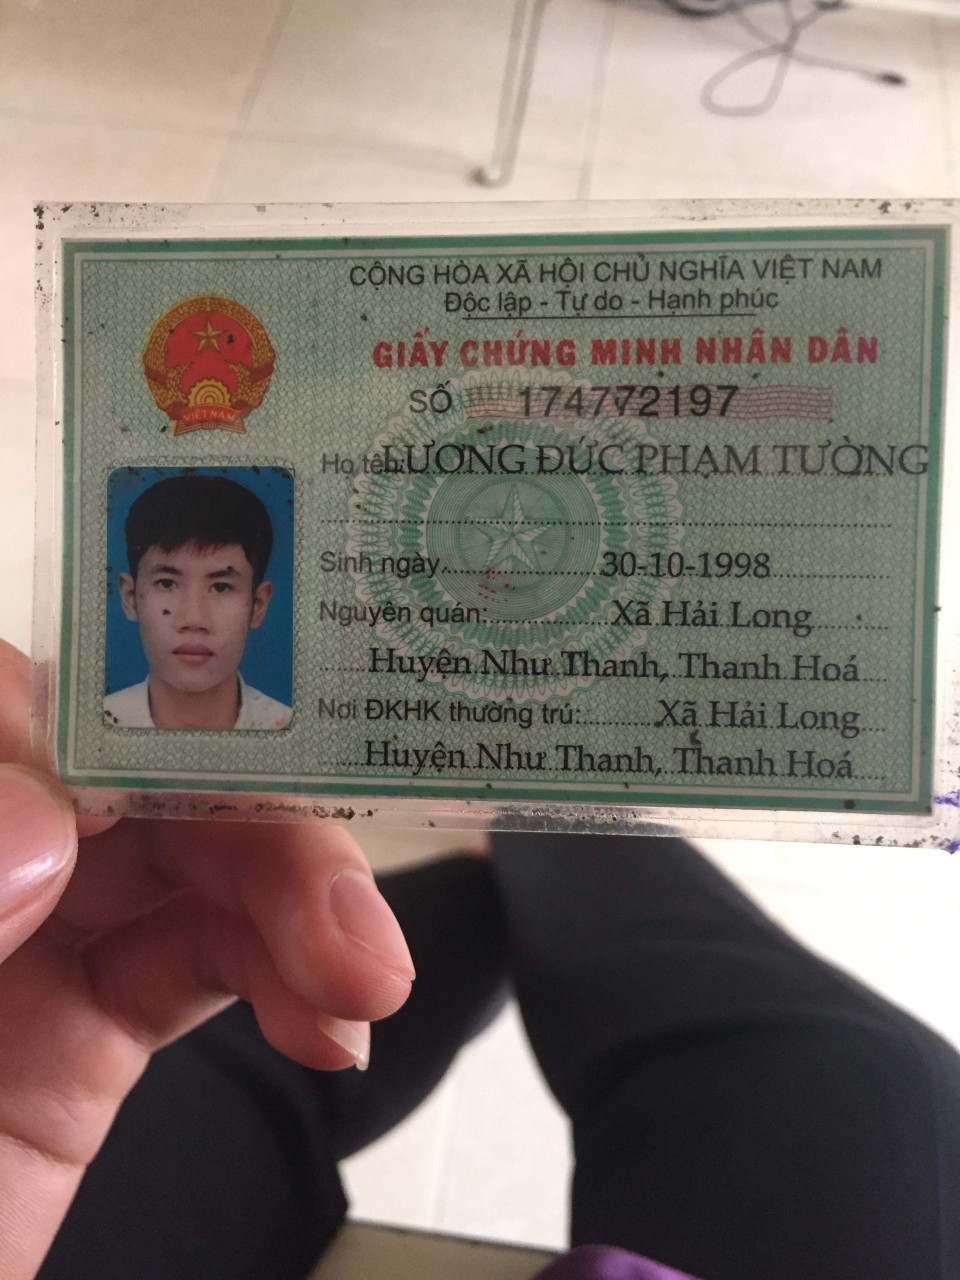 CỘNG HÒA XÃ HỘI CHỦ NGHĨA VIỆT NAM
Độc lập - Tự do - Hạnh phúc
GIẤY CHỨNG MINH NHÂN DÂN
SỐ 174772197
VIỆT NAM
Họ tên: LƯƠNG ĐỨC PHẠM TƯỜNG
Sinh ngày 30-10-1998
Nguyên quán: Xã Hải Long
Huyện Như Thanh, Thanh Hoá
Nơi ĐKHK thường trú: Xã Hải Long
Huyện Như Thanh, Thanh Hoá